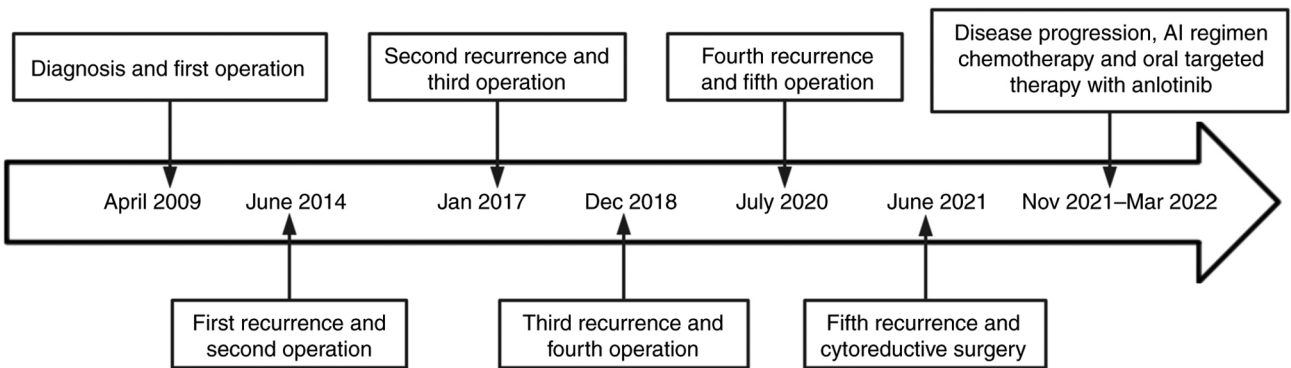 Diagnosis and first operation
Second recurrence and
third operation
Fourth recurrence
and fifth operation
Disease progression, AI regimen
chemotherapy and oral targeted
therapy with anlotinib
April 2009
June 2014
Jan 2017
Dec 2018
July 2020
June 2021
Nov 2021–Mar 2022
First recurrence and
second operation
Third recurrence and
fourth operation
Fifth recurrence and
cytoreductive surgery